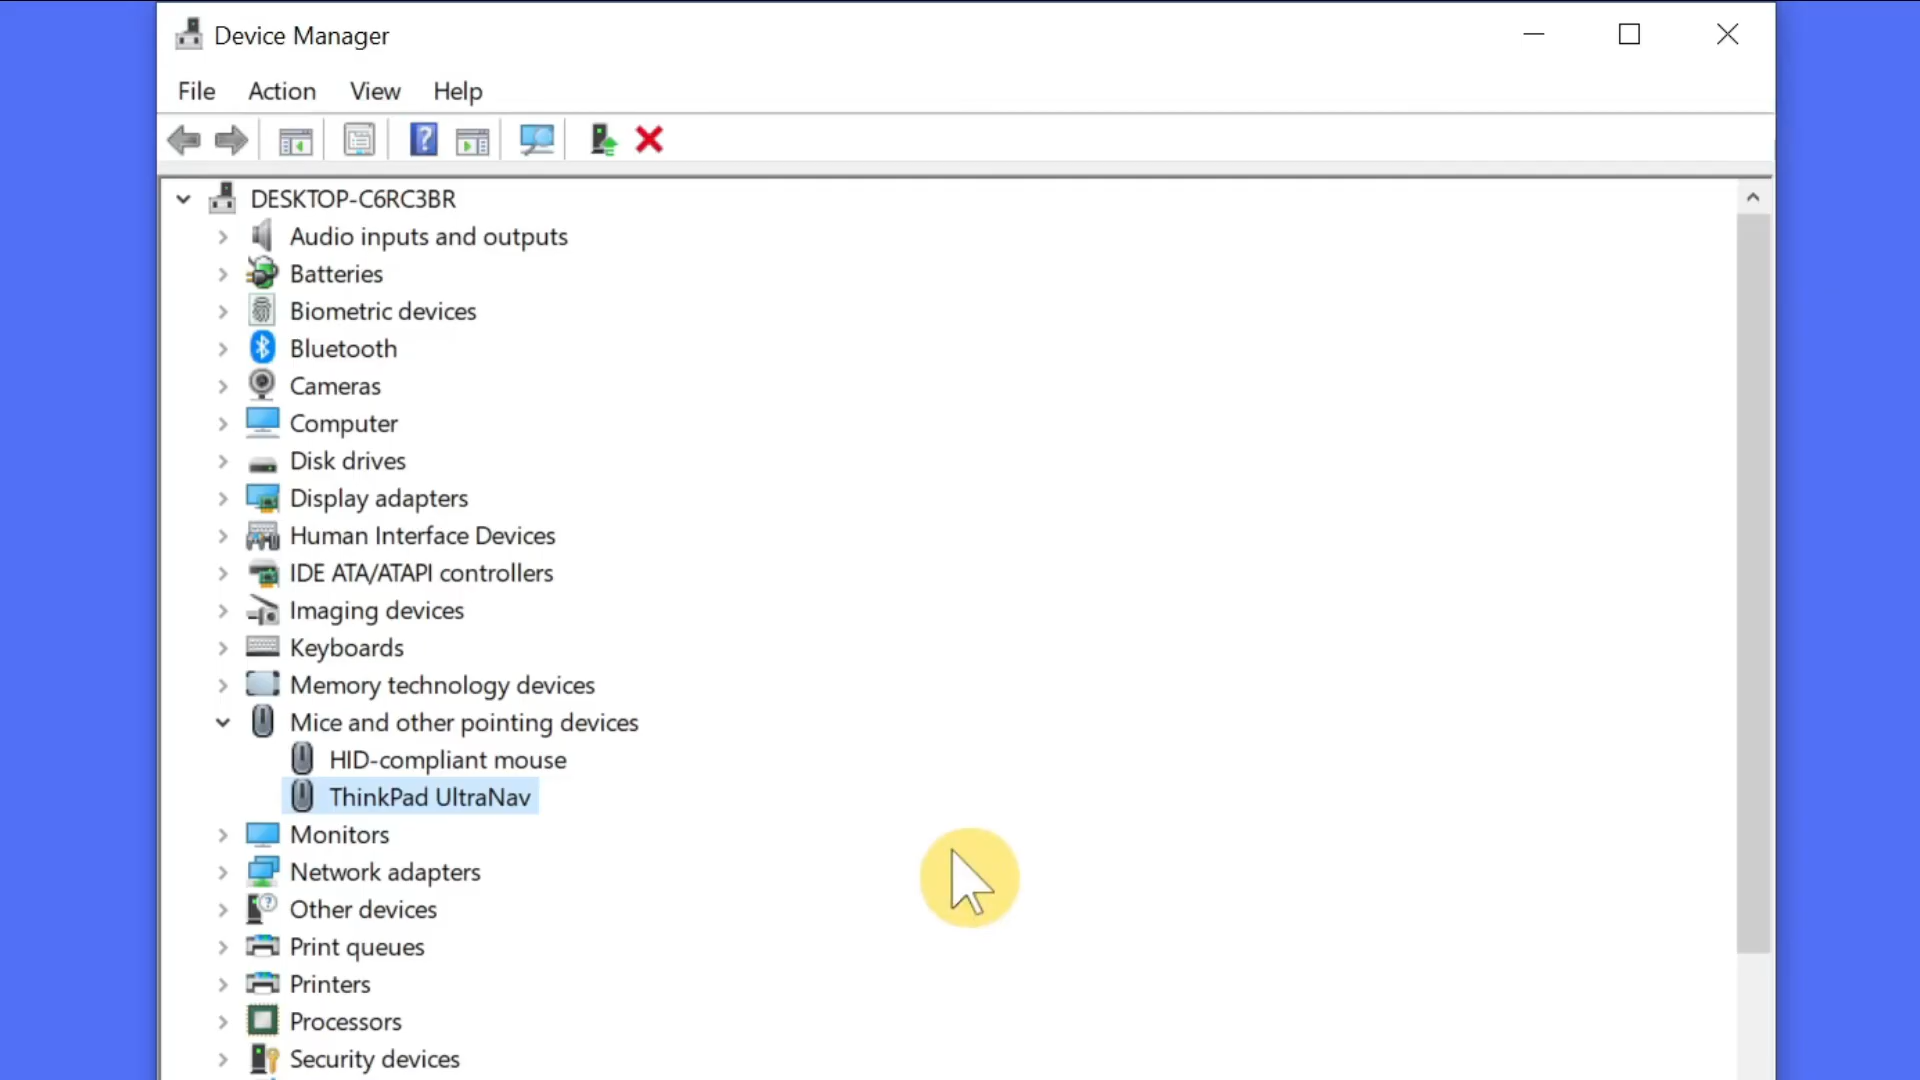 Device Manager
File Action View Help
DESKTOP-C6RC3BR
Audio inputs and outputs
Batteries
Biometric devices
Bluetooth
Cameras
Computer
Disk drives
Display adapters
Human Interface Devices
IDE ATA/ATAPI controllers
Imaging devices
Keyboards
Memory technology devices
Mice and other pointing devices
HID-compliant mouse
ThinkPad UltraNav
Monitors
Network adapters
Other devices
Print queues
Printers
Processors
Security devices